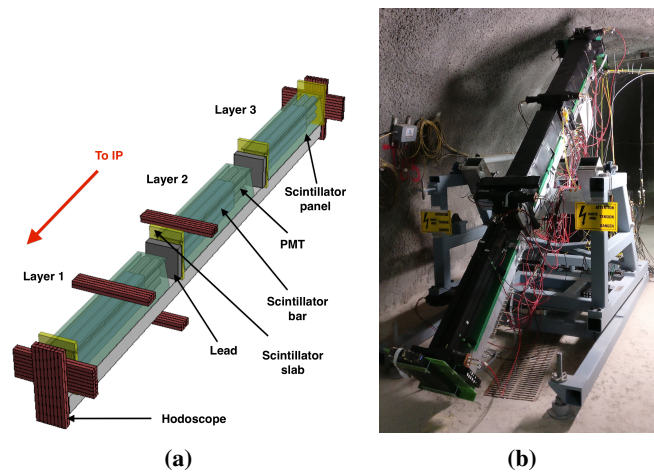 Layer 3
To IP
Layer 2
Scintillator
panel
PMT
Layer 1
Scintillator
bar
Lead
Scintillator
slab
Hodoscope
(a)
(b)